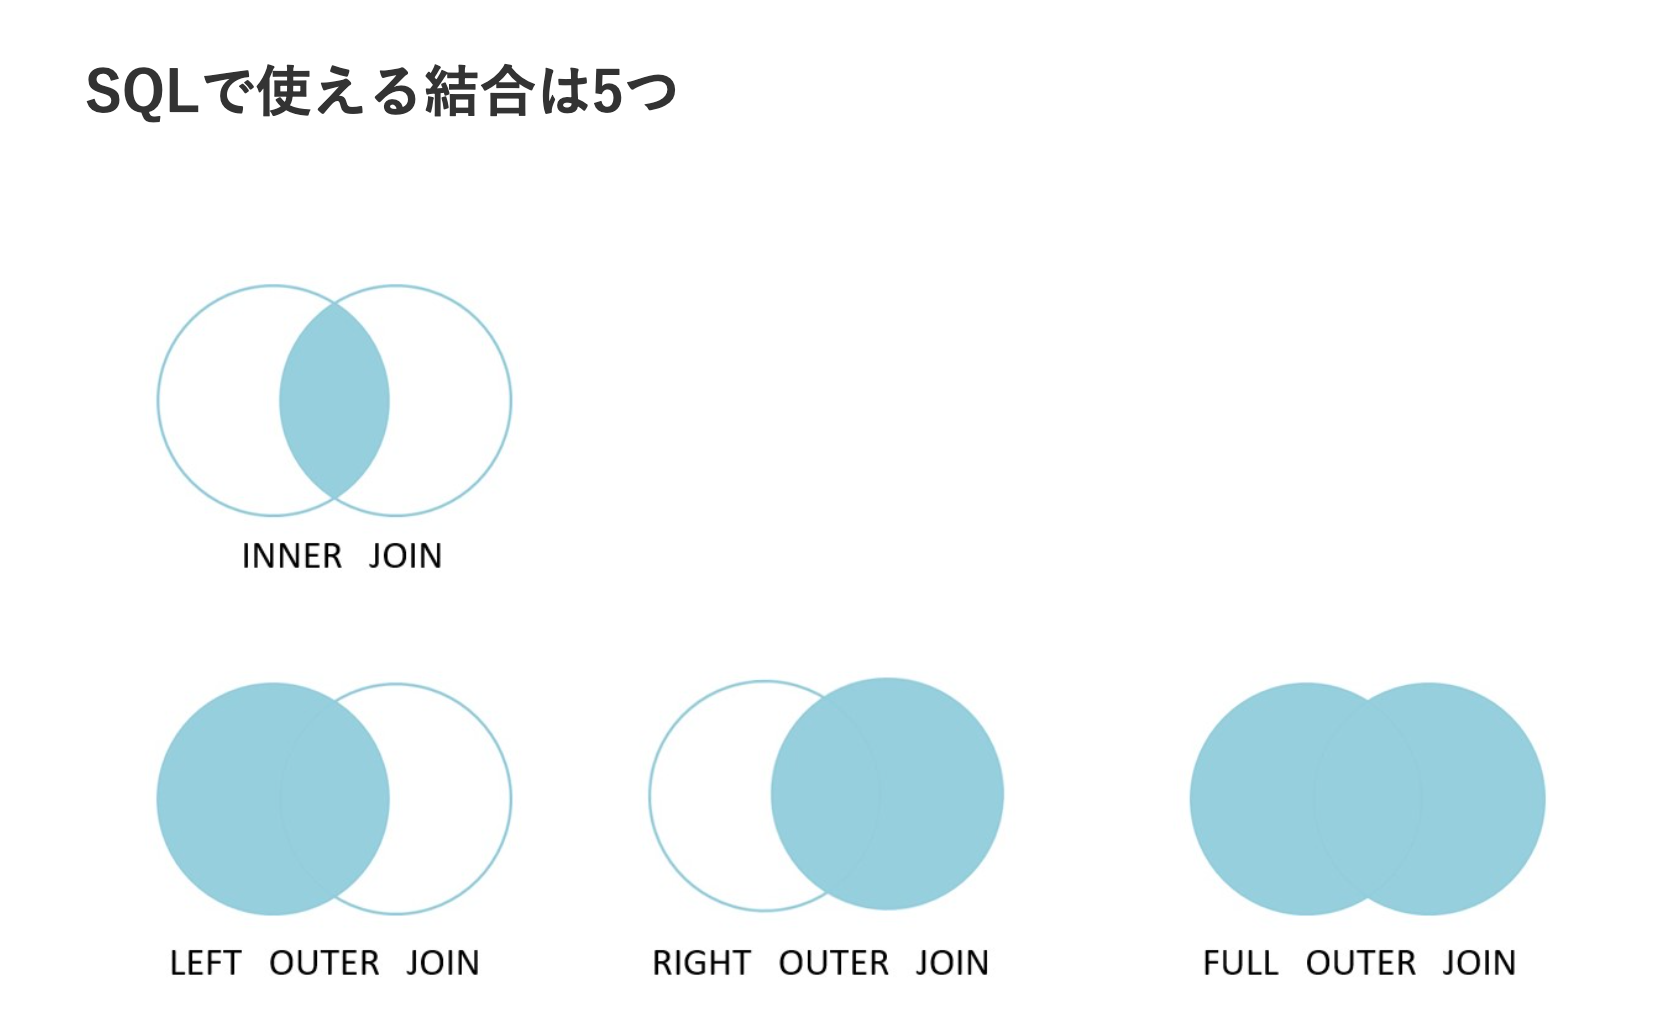 SQLで使える結合は5つ
INNER JOIN
LEFT OUTER JOIN
RIGHT OUTER JOIN
FULL OUTER JOIN